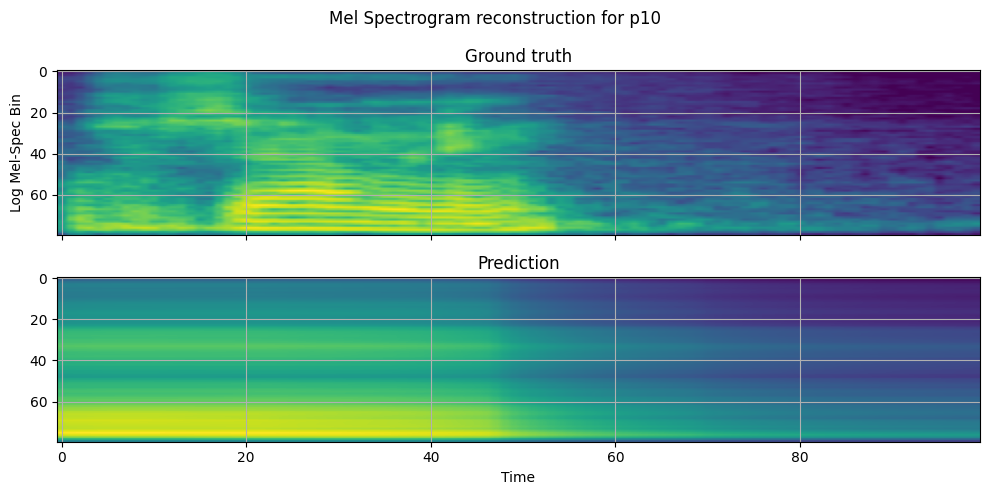 Mel Spectrogram reconstruction for p10
Ground truth
0
20
40
60
Log Mel-Spec Bin
Prediction
0
20
40
60
0 20 40 60 80
Time